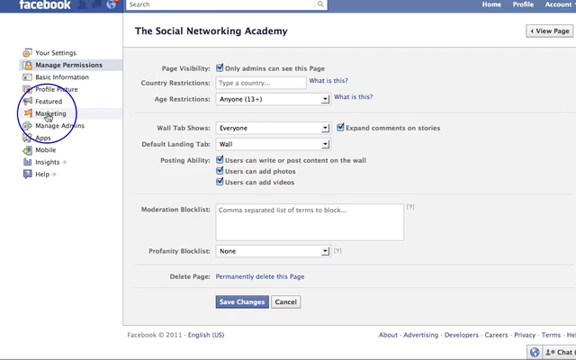 facebook
Search
Home Profile Account
The Social Networking Academy
View Page
Your Settings
Manage Permissions
Basic Information
Profile Picture
Featured
Marketing
Manage Admins
Apps
Mobile
Insights
Help
Page Visibility: Only admins can see this Page
Country Restrictions: Type a country... What is this?
Age Restrictions: Anyone (13+) What is this?
Wall Tab Shows: Everyone Expand comments on stories
Default Landing Tab: Wall
Posting Ability: Users can write or post content on the wall
Users can add photos
Users can add videos
Moderation Blocklist: Comma separated list of terms to block... [?]
Profanity Blocklist: None [?]
Delete Page: Permanently delete this Page
Save Changes Cancel
Facebook © 2011 · English (US)
About · Advertising · Developers · Careers · Privacy · Terms · Hel
Chat (